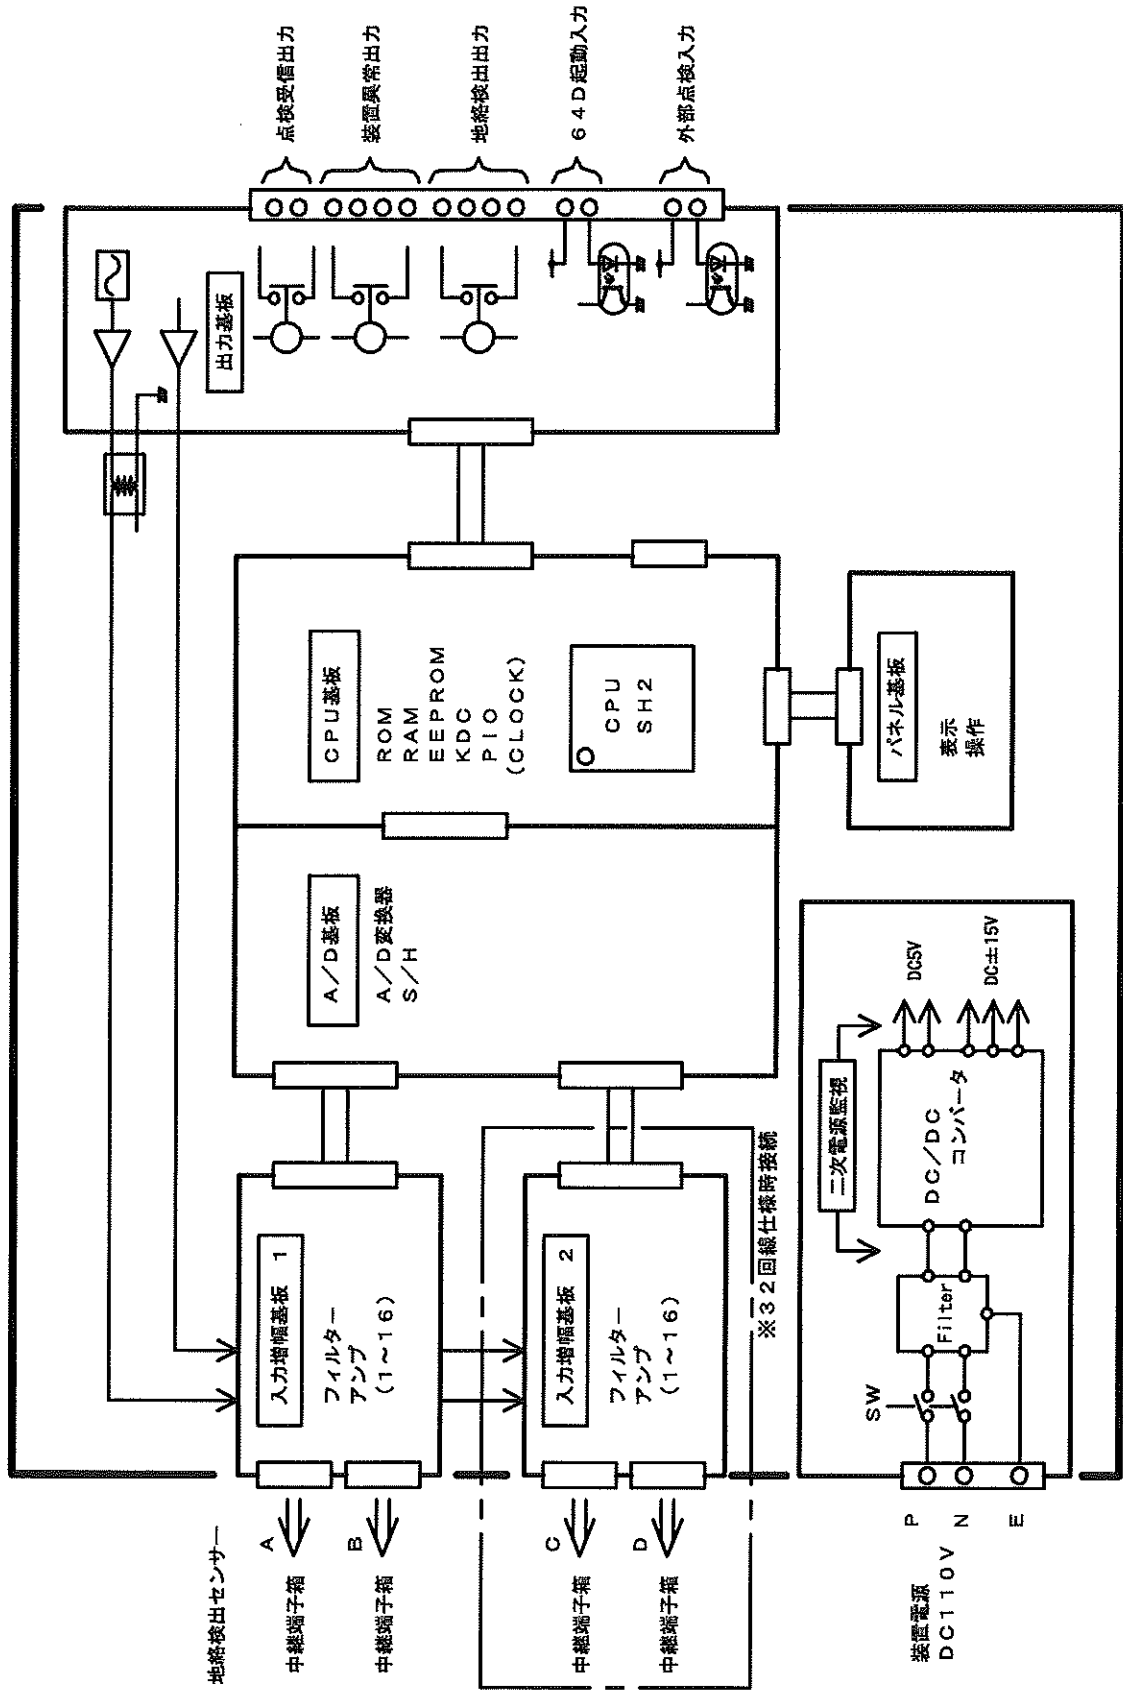 地絡検出センサー
中継端子箱
A
中継端子箱
B
中継端子箱
C
中継端子箱
D
入力増幅基板 1
フィルター
アンプ
(1~16)
入力増幅基板 2
フィルター
アンプ
(1~16)
※32回線仕様時接続
A/D基板
A/D変換器
S/H
CPU基板
ROM
RAM
EEPROM
KDC
PIO
(CLOCK)
CPU
SH2
出力基板
点検受信出力
装置異常出力
地絡検出出力
64D起動入力
外部点検入力
パネル基板
表示
操作
装置電源
DC110V
P
N
E
SW
Filter
DC/DC
コンバータ
二次電源監視
DC5V
DC±15V